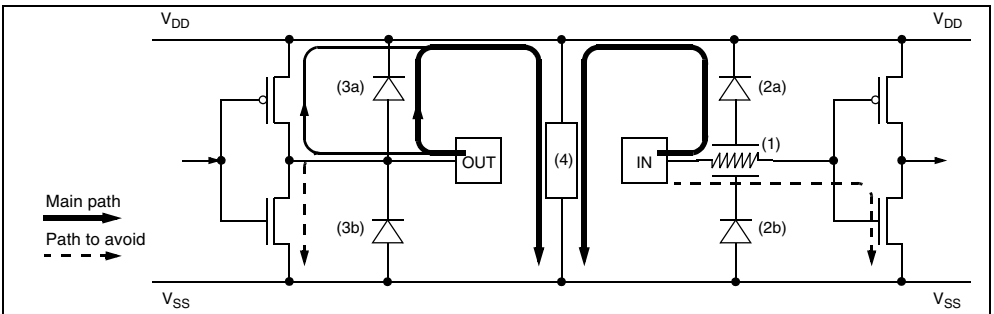 VDD
VDD
(3a)
(2a)
(1)
OUT
(4)
IN
Main path
Path to avoid
(3b)
(2b)
VSS
VSS